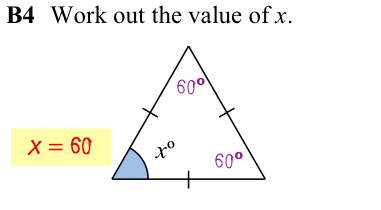 B4 Work out the value of x.
60°
x = 60
x°
60°